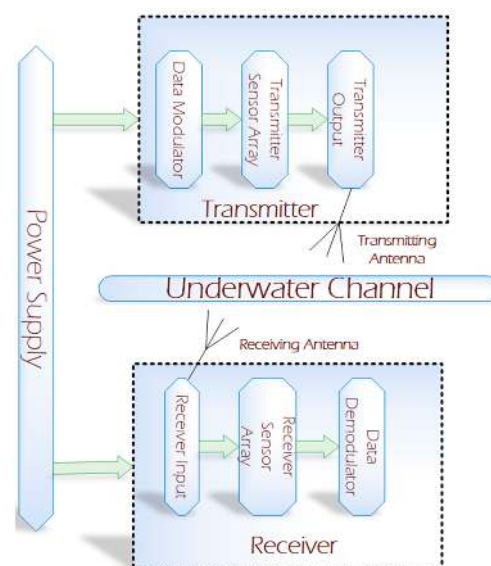 Power Supply
Data Modulator
Transmitter
Sensor Array
Transmitter
Output
Transmitter
Transmitting
Antenna
Underwater Channel
Receiving Antenna
Receiver Input
Receiver
Sensor
Array
Data
Demodulator
Receiver